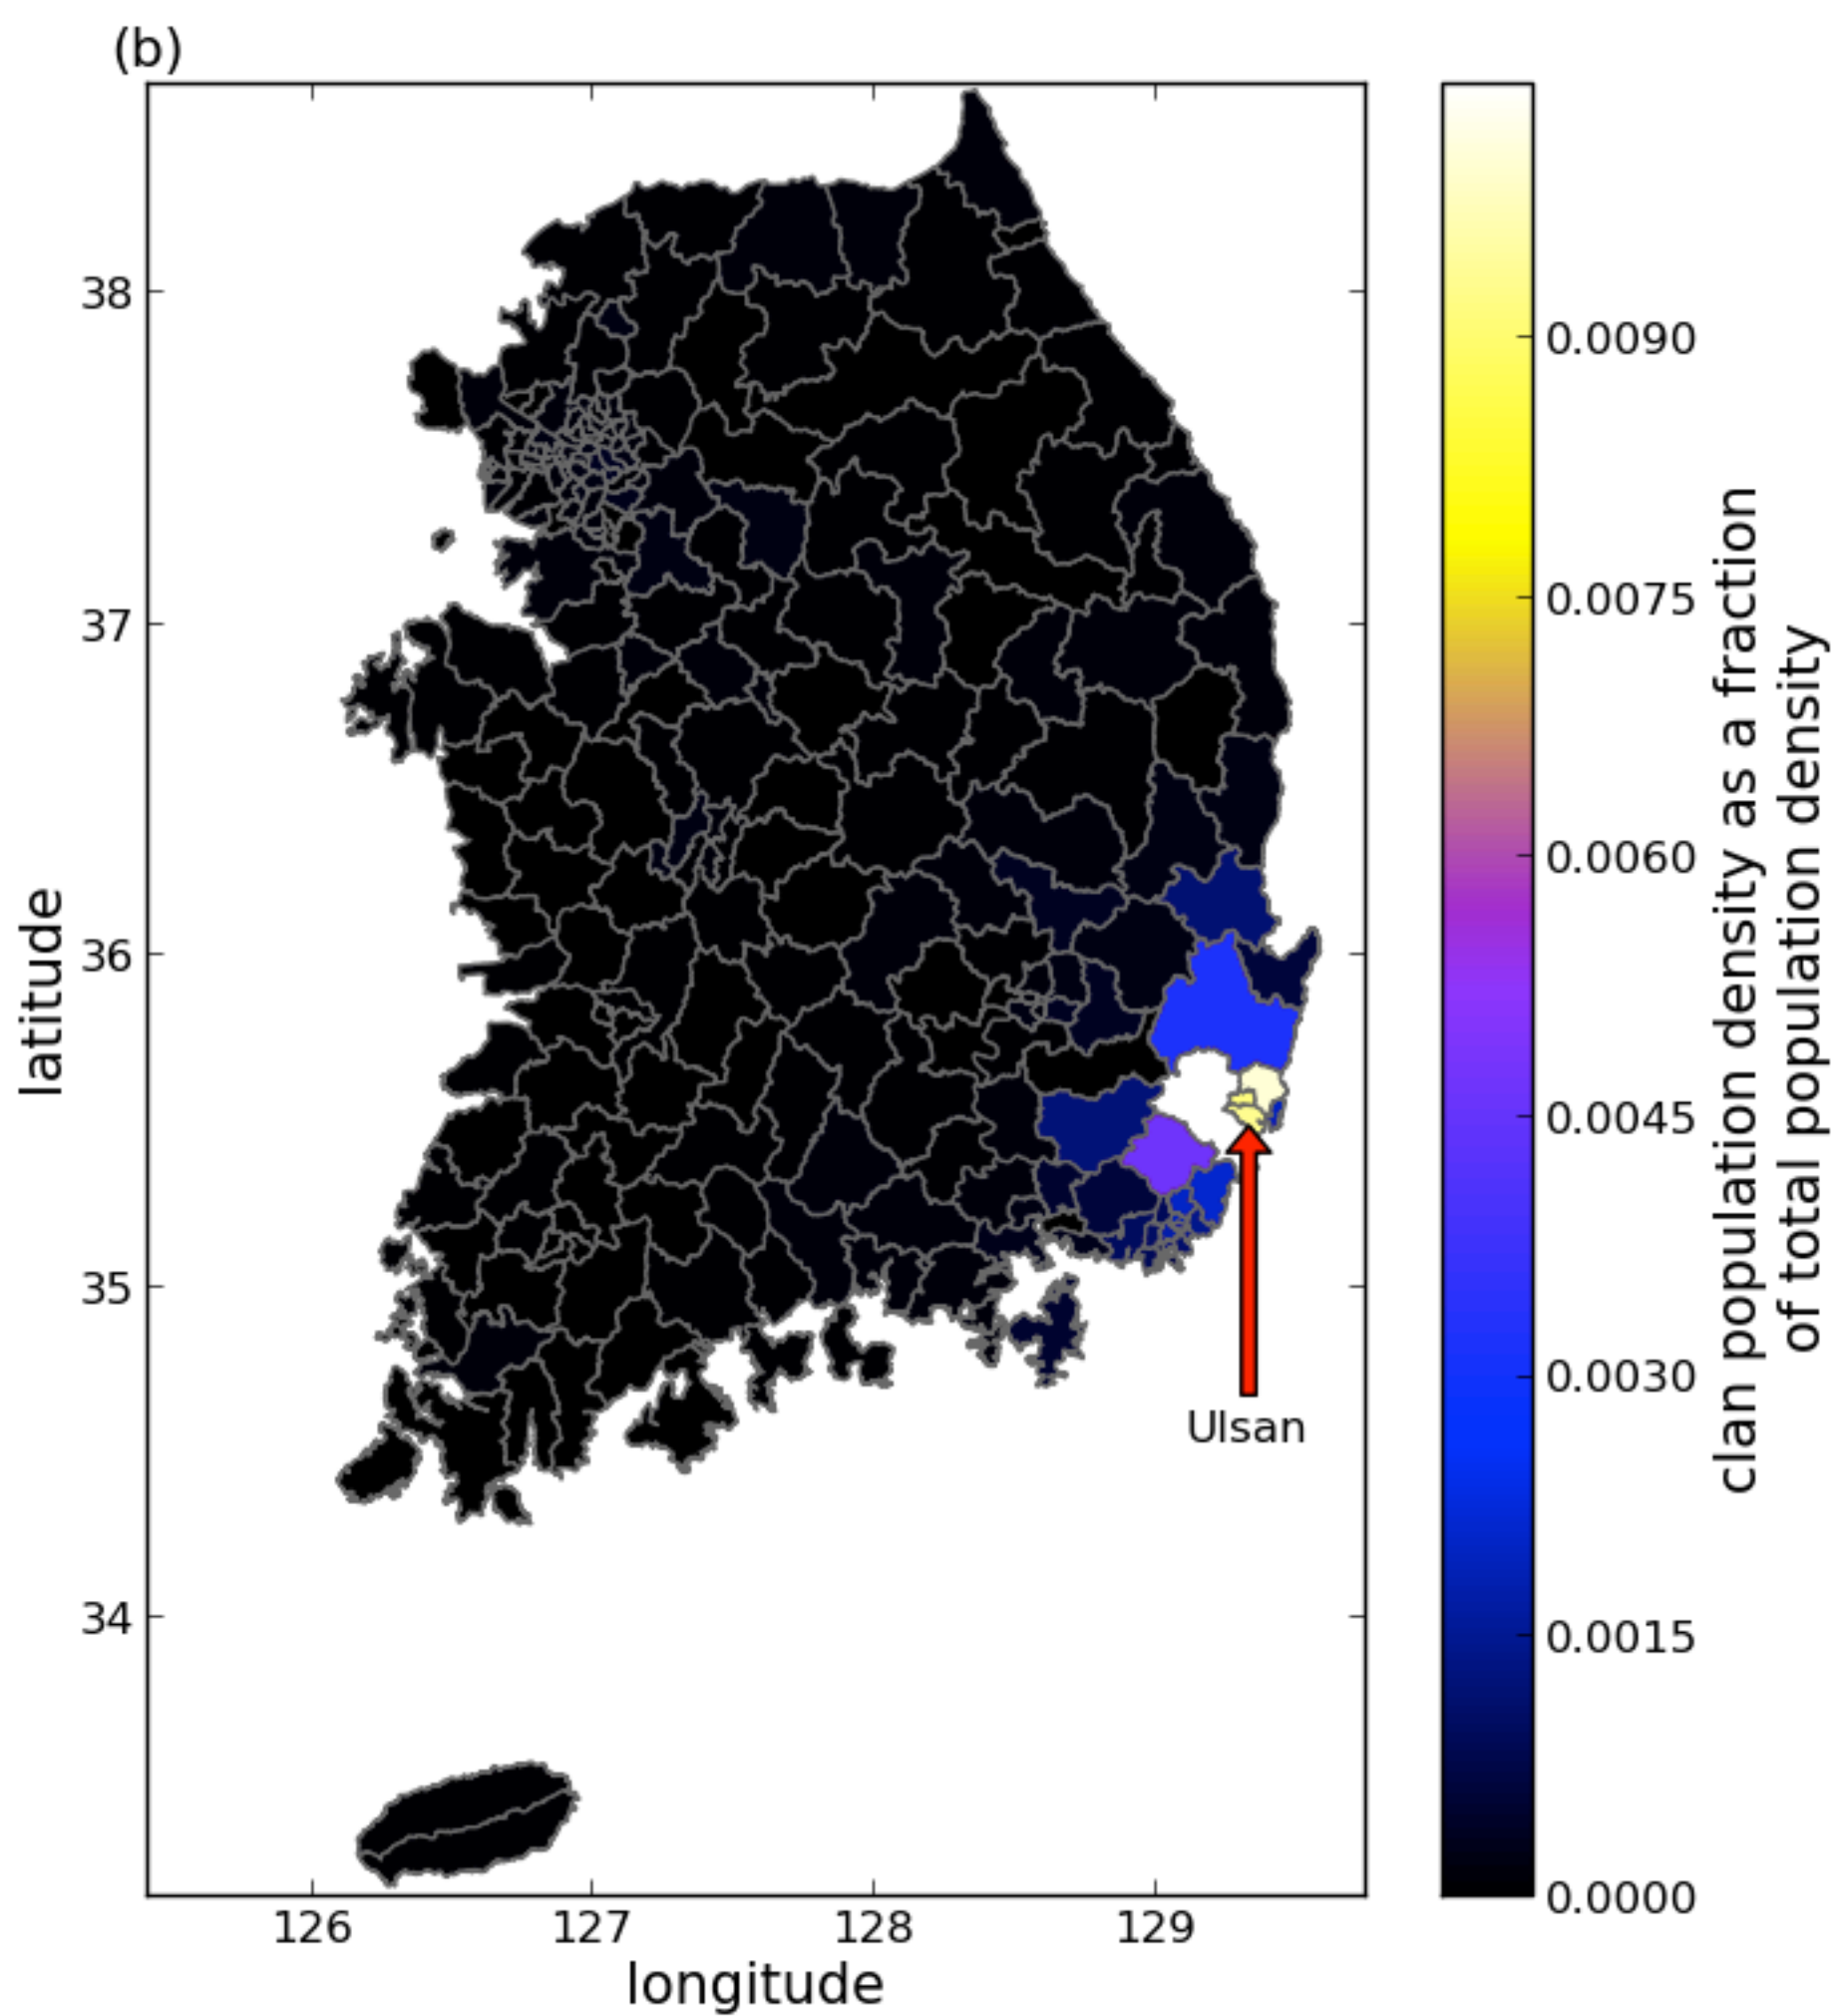 (b)
38
37
36
35
34
126
127
128
129
longitude
latitude
Ulsan
0.0090
0.0075
0.0060
0.0045
0.0030
0.0015
0.0000
clan population density as a fraction
of total population density